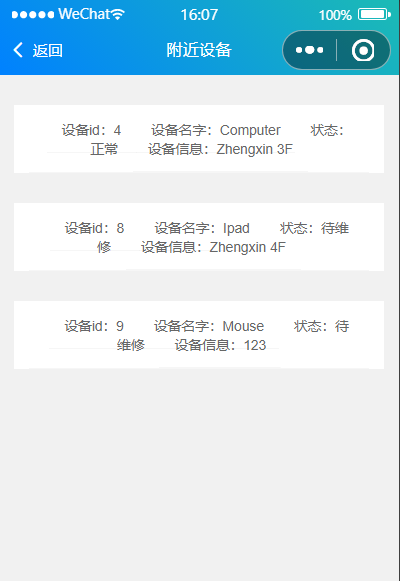 WeChat 16:07 100%
返回 附近设备
设备id：4 设备名字：Computer 状态：
正常 设备信息：Zhengxin 3F
设备id：8 设备名字：Ipad 状态：待维
修 设备信息：Zhengxin 4F
设备id：9 设备名字：Mouse 状态：待
维修 设备信息：123